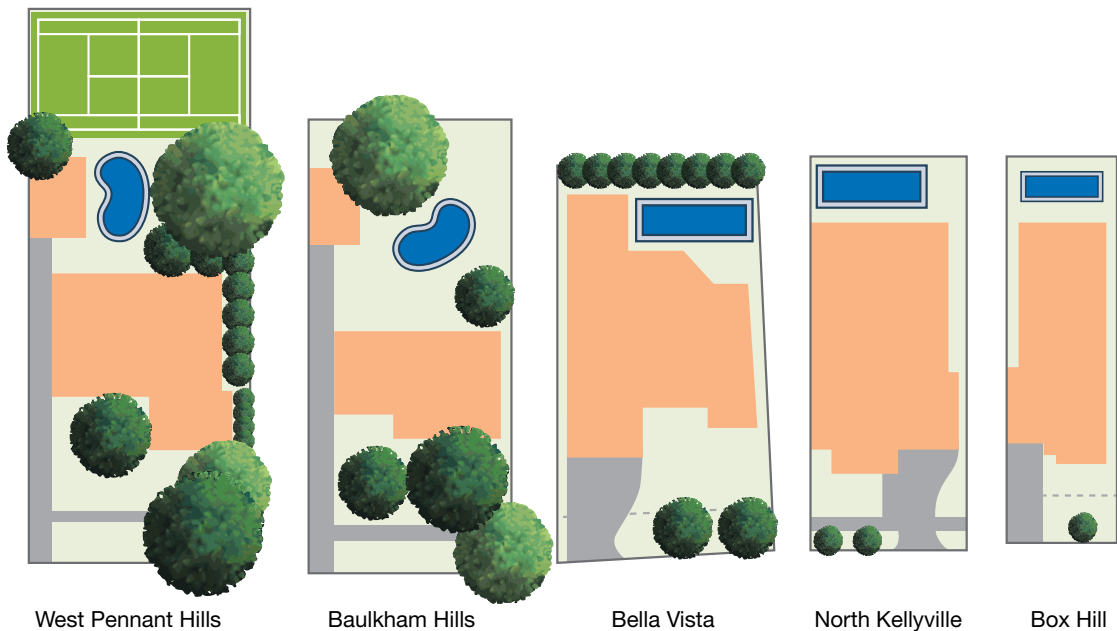 West Pennant Hills
Baulkham Hills
Bella Vista
North Kellyville
Box Hill